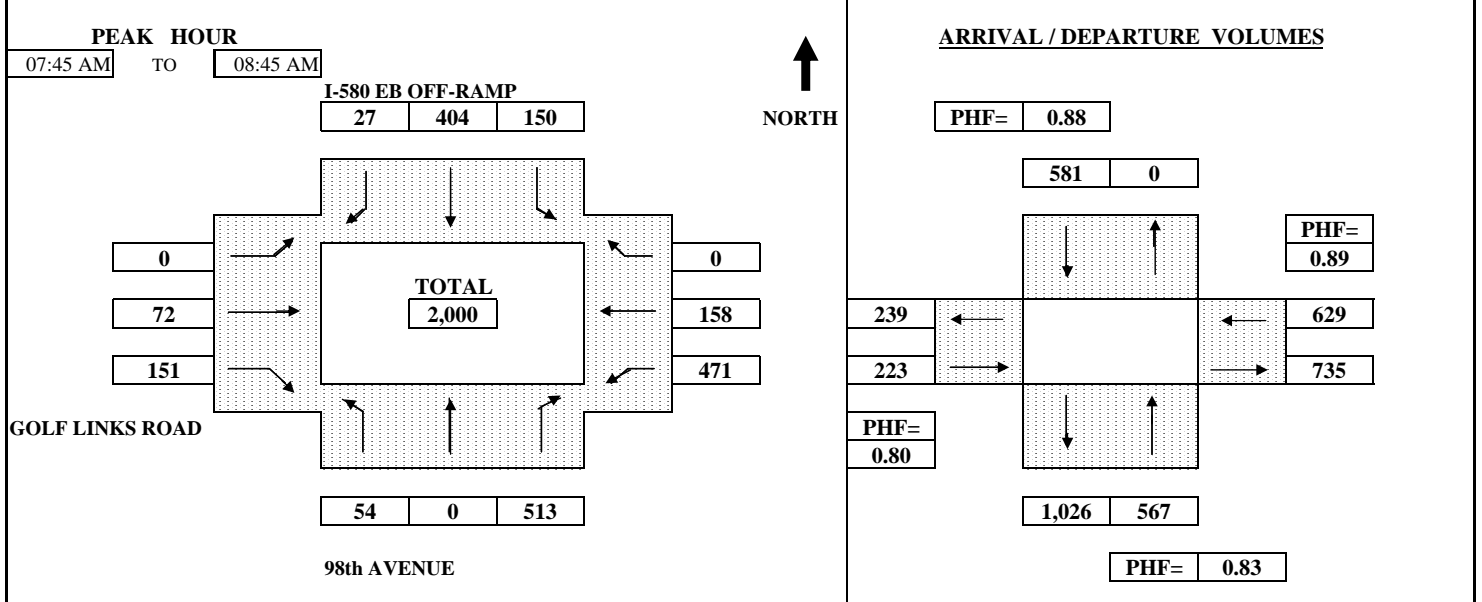 PEAK HOUR
07:45 AM TO 08:45 AM
I-580 EB OFF-RAMP
27 404 150
NORTH
0
72
151
TOTAL
2,000
0
158
471
GOLF LINKS ROAD
54 0 513
98th AVENUE
ARRIVAL / DEPARTURE VOLUMES
PHF= 0.88
581 0
PHF=
0.89
239
223
629
735
PHF=
0.80
1,026 567
PHF= 0.83